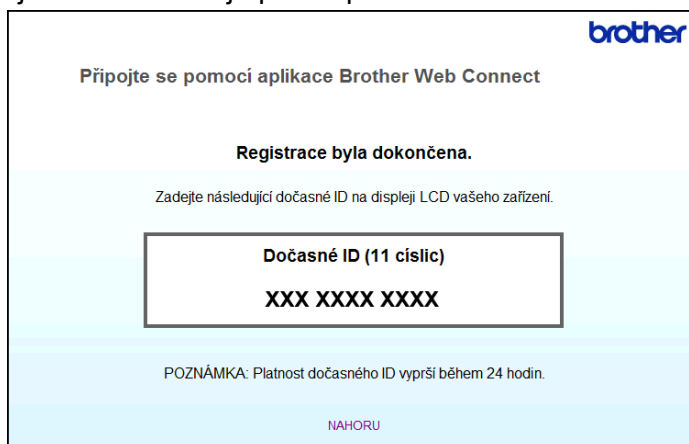 brother
Připojte se pomocí aplikace Brother Web Connect
Registrace byla dokončena.
Zadejte následující dočasné ID na displeji LCD vašeho zařízení.
Dočasné ID (11 císlic)
XXX XXXX XXXX
POZNÁMKA: Platnost dočasného ID vyprší během 24 hodin.
NAHORU